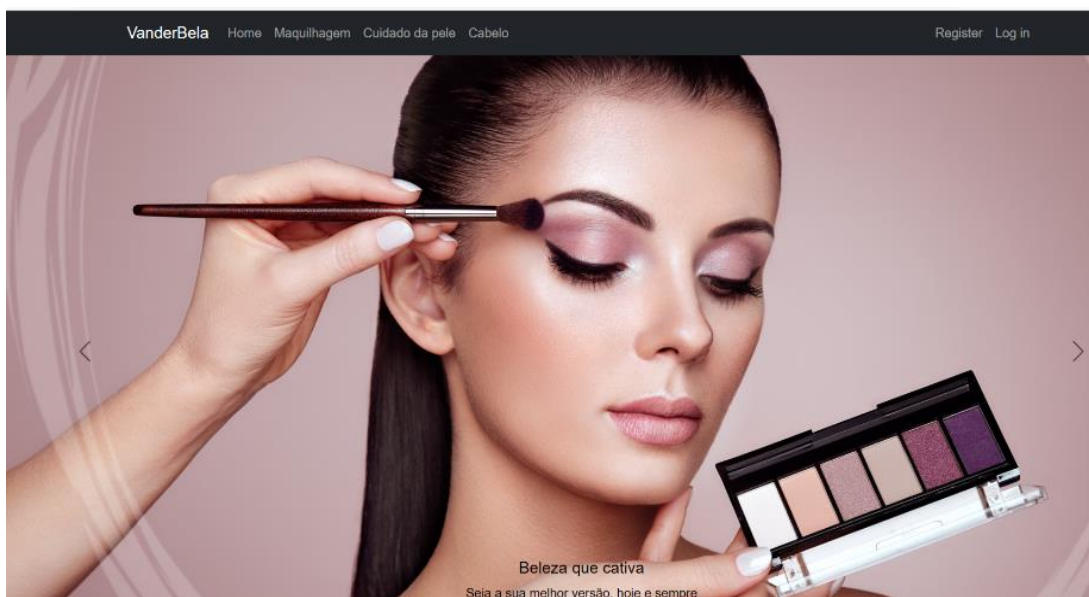 VanderBela Home Maquilhagem Cuidado da pele Cabelo Register Log in
Beleza que cativa
Seja a sua melhor versão, hoje e sempre